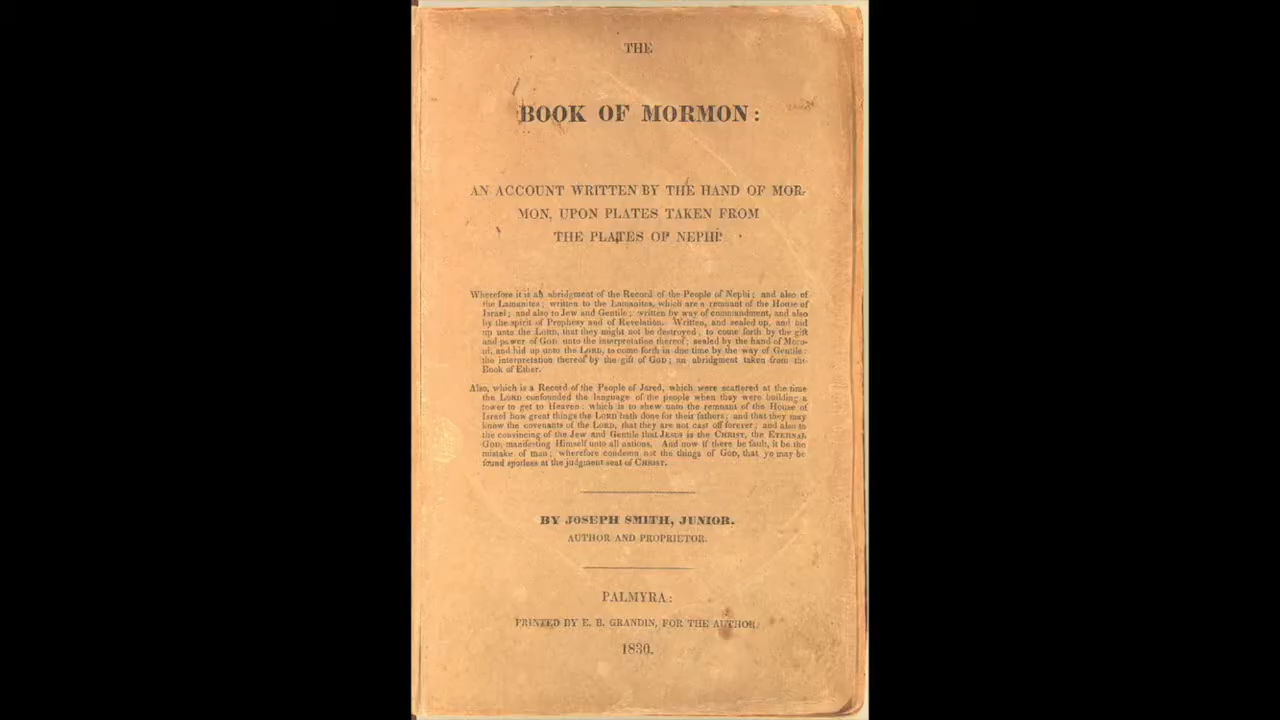 THE
BOOK OF MORMON:
AN ACCOUNT WRITTEN BY THE HAND OF MOR-
MON, UPON PLATES TAKEN FROM
THE PLATES OF NEPHI.
Wherefore it is an abridgment of the Record of the People of Nephi; and also of
the Lamanites; written to the Lamanites, which are a remnant of the House of
Israel; and also to Jew and Gentile; written by way of commandment, and also
by the spirit of Prophesy and of Revelation. Written, and sealed up, and hid
up unto the LORD, that they might not be destroyed; to come forth by the gift
and power of GOD unto the interpretation thereof; sealed by the hand of Moro-
ni, and hid up unto the LORD, to come forth in due time by the way of Gentile;
the interpretation thereof by the gift of GOD; an abridgment taken from the
Book of Ether.
Also, which is a Record of the People of Jared, which were scattered at the time
the LORD confounded the language of the people when they were building a
tower to get to Heaven: which is to shew unto the remnant of the House of
Israel how great things the LORD hath done for their fathers; and that they may
know the covenants of the LORD, that they are not cast off forever; and also to
the convincing of the Jew and Gentile that JESUS is the CHRIST, the ETERNAL
GOD, manifesting Himself unto all nations. And now if there be fault, it be the
mistake of man; wherefore condemn not the things of GOD, that ye may be
found spotless at the judgment seat of CHRIST.
BY JOSEPH SMITH, JUNIOR,
AUTHOR AND PROPRIETOR.
PALMYRA:
PRINTED BY E. B. GRANDIN, FOR THE AUTHOR.
1830.